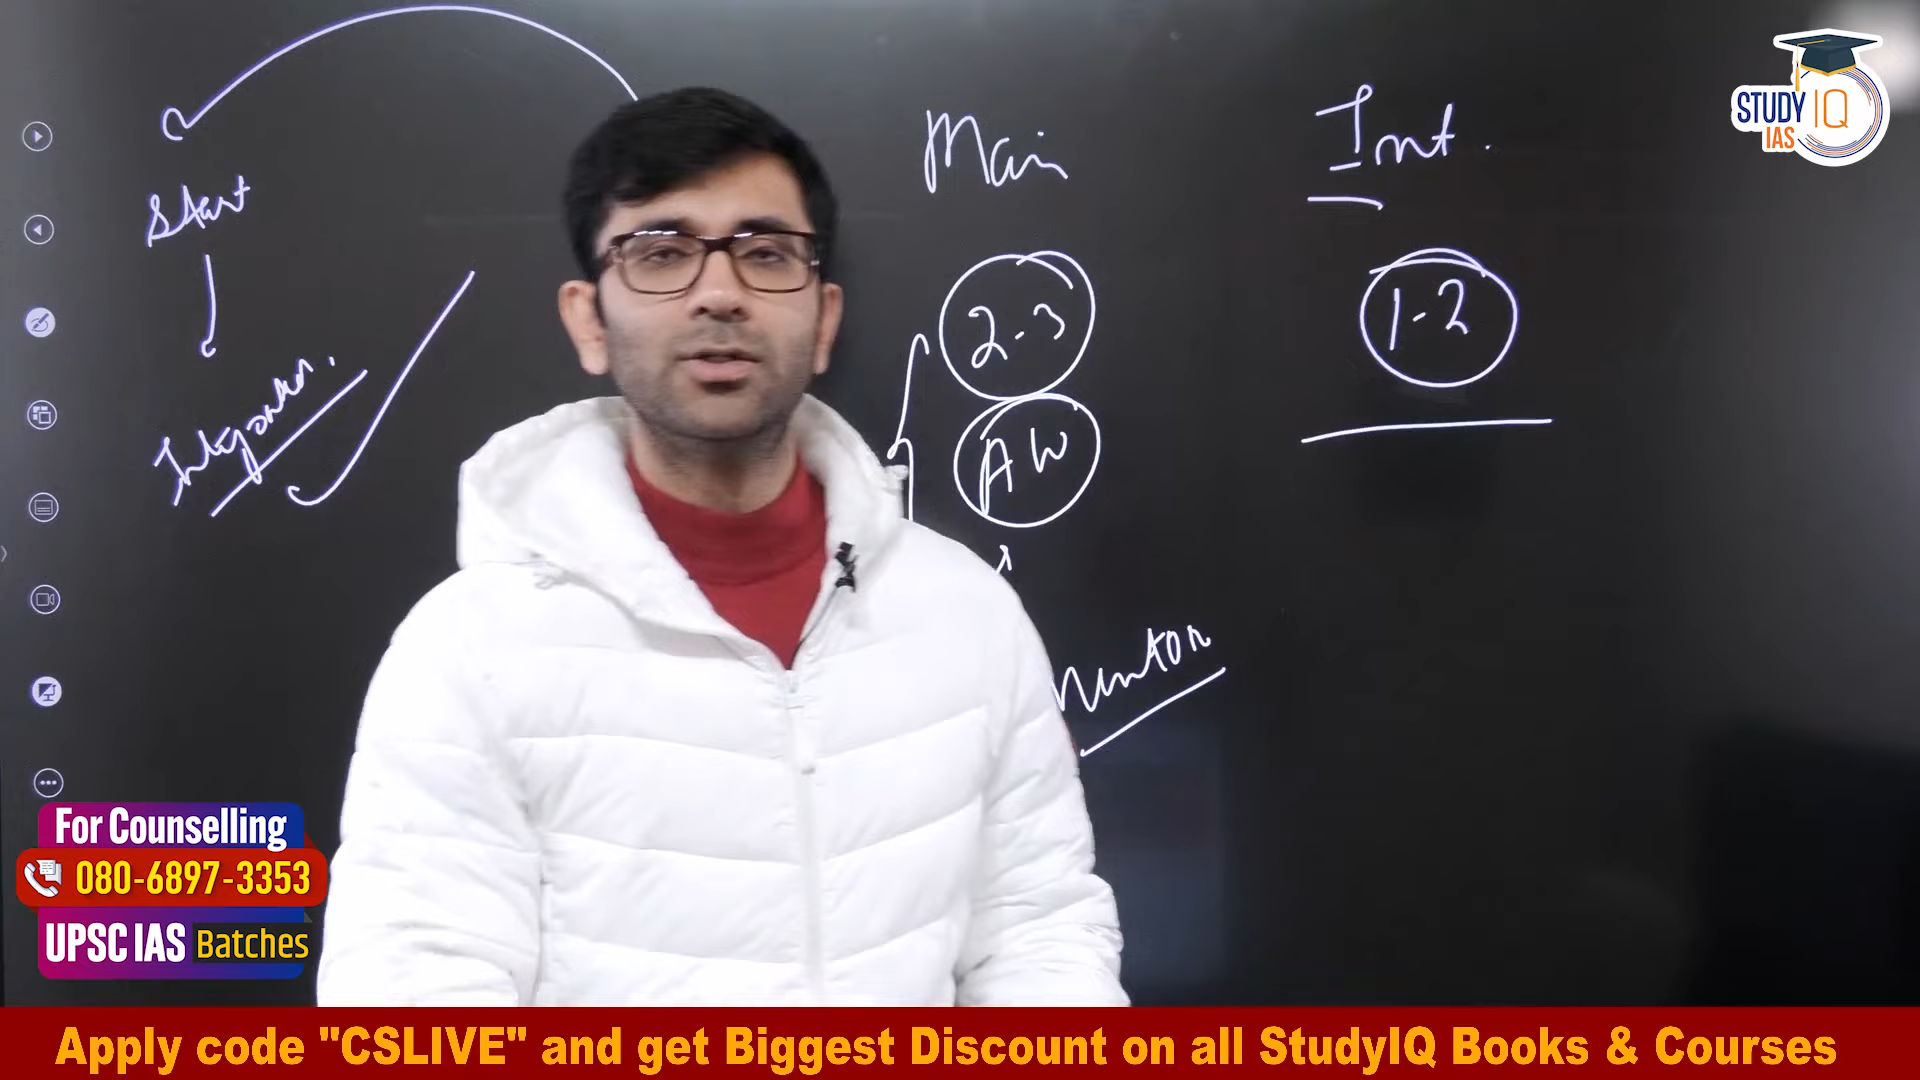 Start
Main
2-3
AW
Int.
1-2
STUDY IQ
IAS
For Counselling
080-6897-3353
UPSC IAS Batches
Apply code "CSLIVE" and get Biggest Discount on all StudyIQ Books & Courses